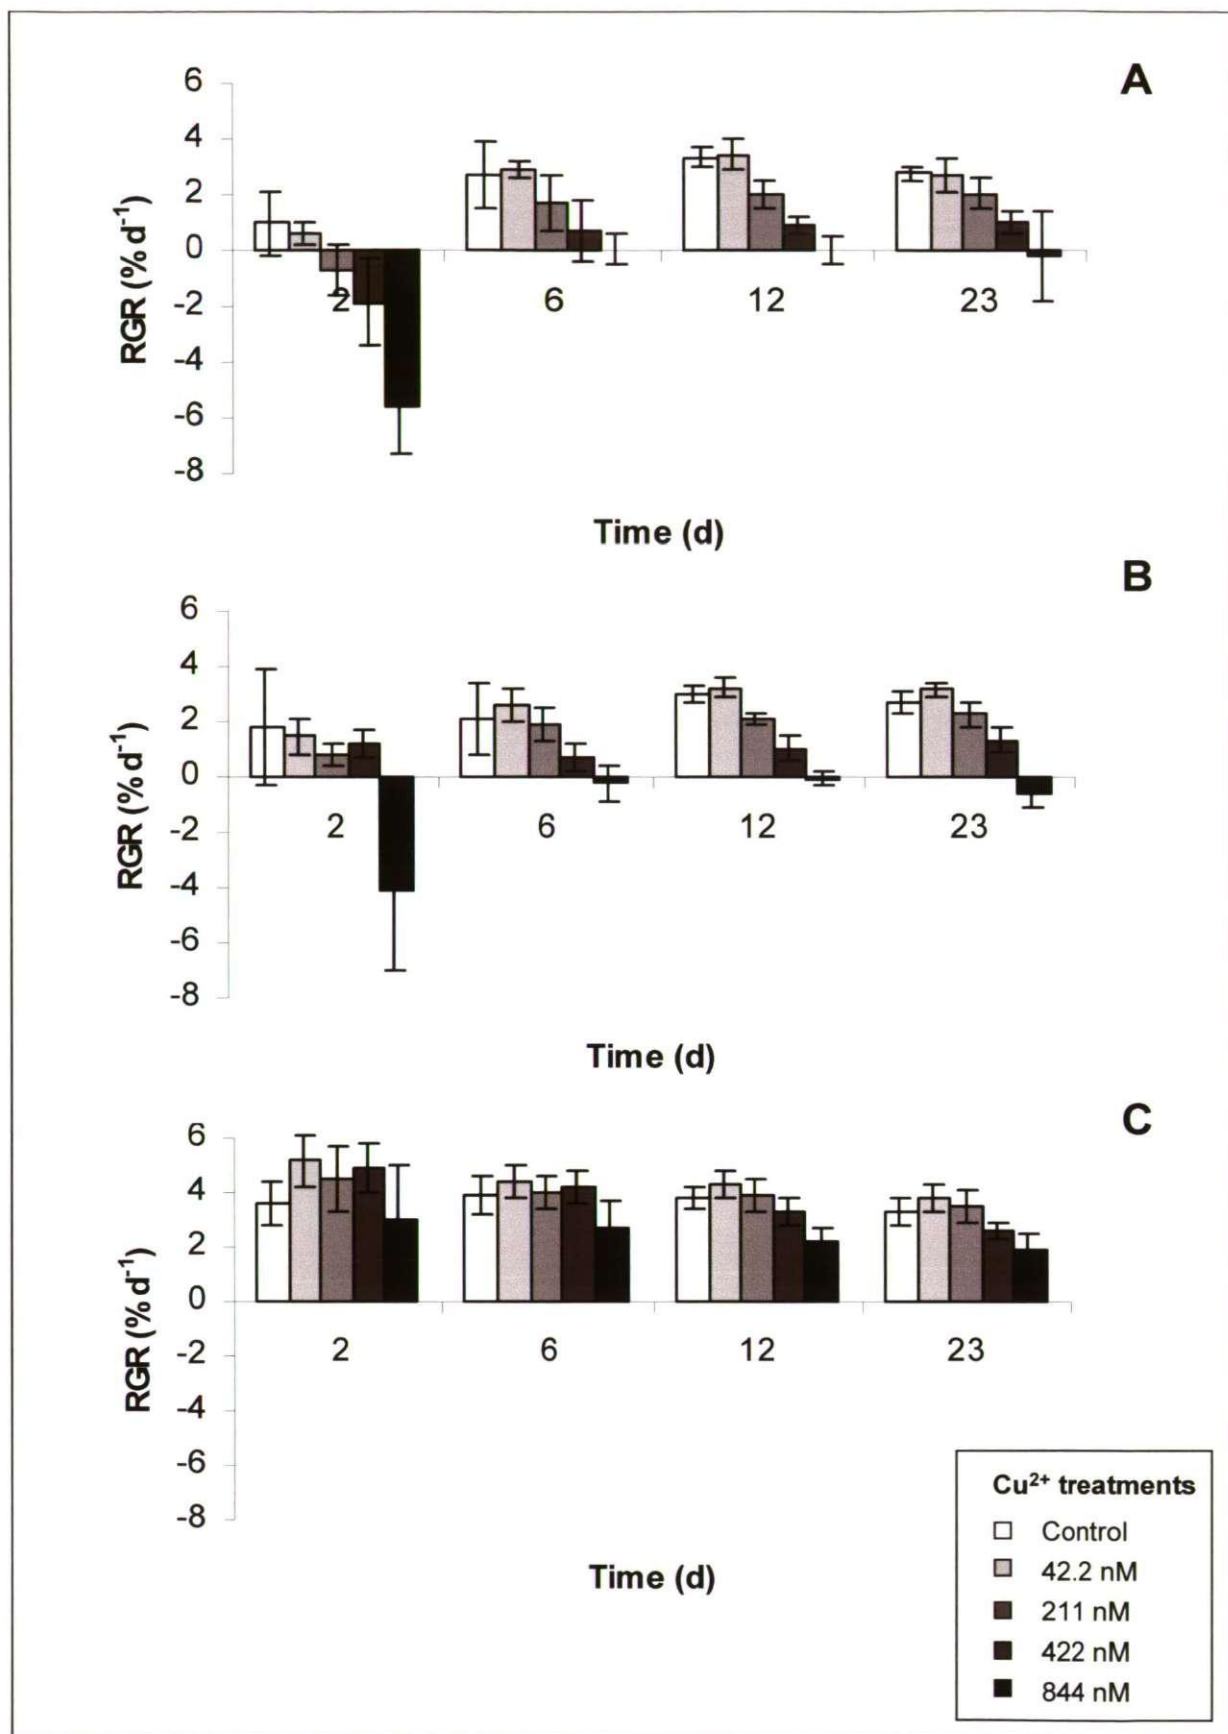 A
6
4
2
0
-2
-4
-6
-8
RGR (% d⁻¹)
2 6 12 23
Time (d)
B
6
4
2
0
-2
-4
-6
-8
RGR (% d⁻¹)
2 6 12 23
Time (d)
C
6
4
2
0
-2
-4
-6
-8
RGR (% d⁻¹)
2 6 12 23
Time (d)
Cu²⁺ treatments
Control
42.2 nM
211 nM
422 nM
844 nM